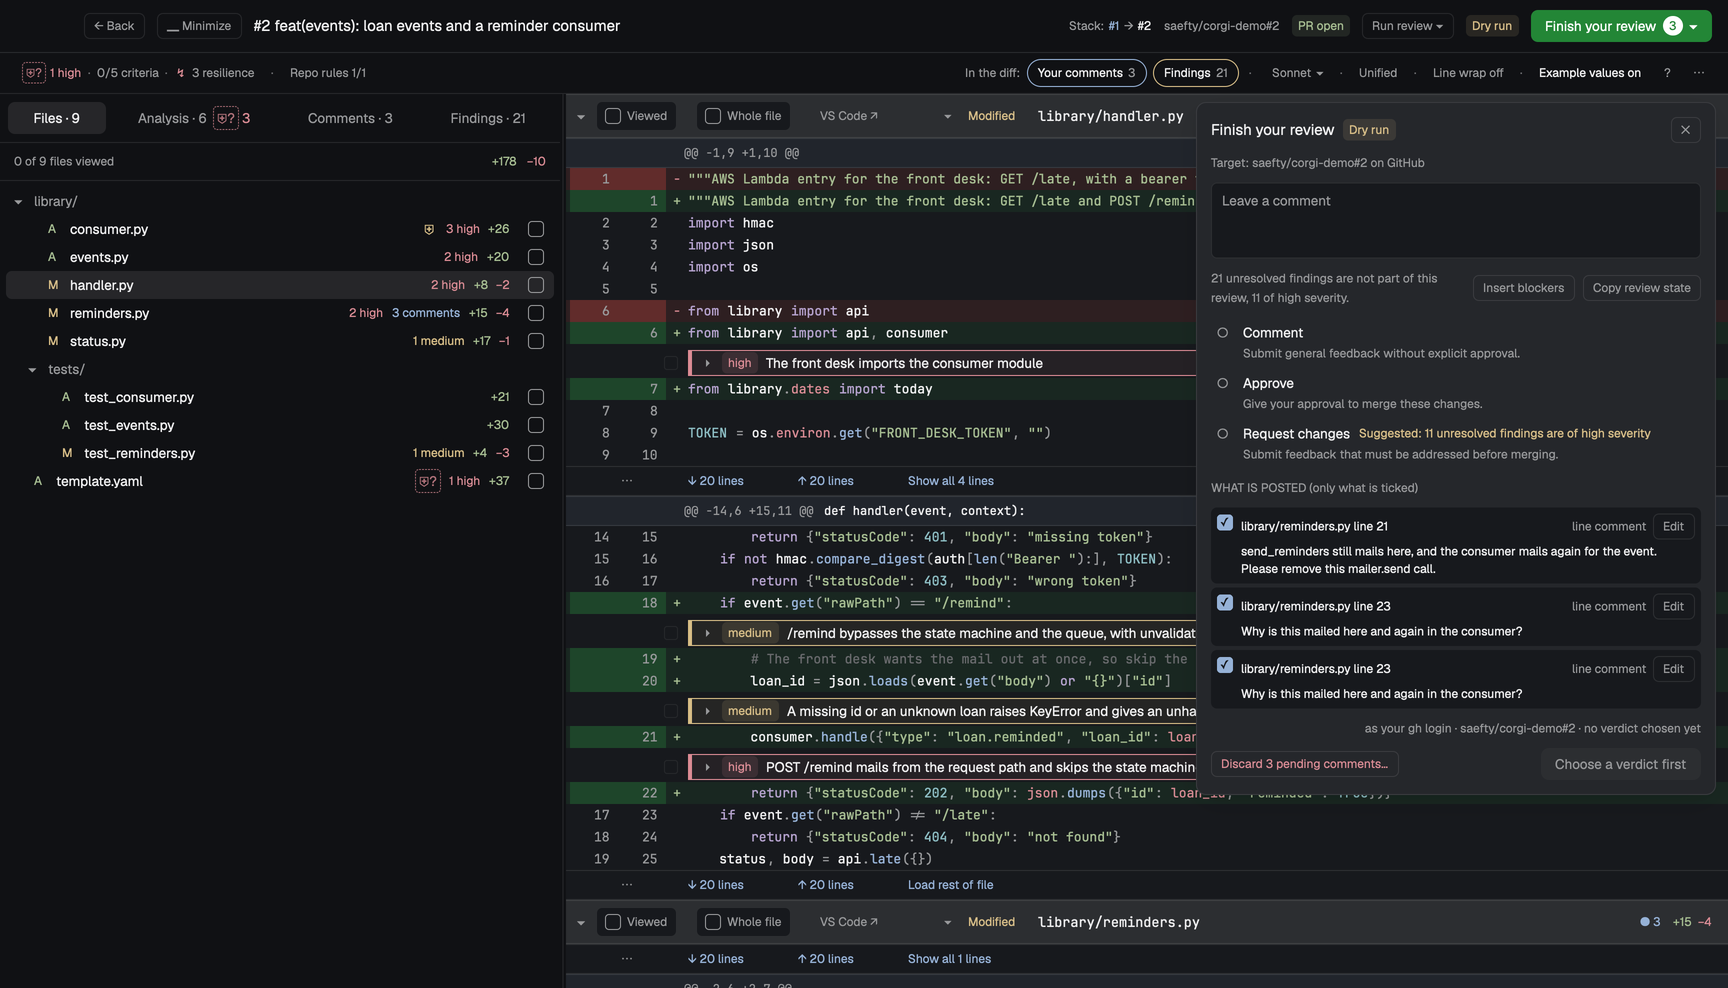 ← Back
Minimize
#2 feat(events): loan events and a reminder consumer
Stack: #1 → #2
saefty/corgi-demo#2
PR open
Run review
Dry run
Finish your review 3
1 high · 0/5 criteria · 3 resilience · Repo rules 1/1
In the diff:
Your comments 3
Findings 21
· Sonnet · Unified · Line wrap off · Example values on ? ···
Files · 9
Analysis · 6 ? 3
Comments · 3
Findings · 21
0 of 9 files viewed +178 −10
library/
A consumer.py 3 high +26
A events.py 2 high +20
M handler.py 2 high +8 −2
M reminders.py 2 high 3 comments +15 −4
M status.py 1 medium +17 −1
tests/
A test_consumer.py +21
A test_events.py +30
M test_reminders.py 1 medium +4 −3
A template.yaml ? 1 high +37
Viewed Whole file VS Code ↗ Modified library/handler.py
@@ -1,9 +1,10 @@
1 - """AWS Lambda entry for the front desk: GET /late, with a bearer
1 + """AWS Lambda entry for the front desk: GET /late and POST /remin
2 2 import hmac
3 3 import json
4 4 import os
5 5
6 - from library import api
6 + from library import api, consumer
high The front desk imports the consumer module
7 + from library.dates import today
7 8
8 9 TOKEN = os.environ.get("FRONT_DESK_TOKEN", "")
9 10
··· ↓ 20 lines ↑ 20 lines Show all 4 lines
@@ -14,6 +15,11 @@ def handler(event, context):
14 15 return {"statusCode": 401, "body": "missing token"}
15 16 if not hmac.compare_digest(auth[len("Bearer "):], TOKEN):
16 17 return {"statusCode": 403, "body": "wrong token"}
18 + if event.get("rawPath") == "/remind":
medium /remind bypasses the state machine and the queue, with unvalidat
19 + # The front desk wants the mail out at once, so skip the
20 + loan_id = json.loads(event.get("body") or "{}")["id"]
medium A missing id or an unknown loan raises KeyError and gives an unha
21 + consumer.handle({"type": "loan.reminded", "loan_id": loan
high POST /remind mails from the request path and skips the state machin
22 + return {"statusCode": 202, "body": json.dumps({"id": loan_id, "reminded": True})}
17 23 if event.get("rawPath") != "/late":
18 24 return {"statusCode": 404, "body": "not found"}
19 25 status, body = api.late({})
··· ↓ 20 lines ↑ 20 lines Load rest of file
Viewed Whole file VS Code ↗ Modified library/reminders.py 3 +15 −4
··· ↓ 20 lines ↑ 20 lines Show all 1 lines
Finish your review Dry run
Target: saefty/corgi-demo#2 on GitHub
Leave a comment
21 unresolved findings are not part of this
review, 11 of high severity.
Insert blockers
Copy review state
Comment
Submit general feedback without explicit approval.
Approve
Give your approval to merge these changes.
Request changes Suggested: 11 unresolved findings are of high severity
Submit feedback that must be addressed before merging.
WHAT IS POSTED (only what is ticked)
library/reminders.py line 21 line comment Edit
send_reminders still mails here, and the consumer mails again for the event.
Please remove this mailer.send call.
library/reminders.py line 23 line comment Edit
Why is this mailed here and again in the consumer?
library/reminders.py line 23 line comment Edit
Why is this mailed here and again in the consumer?
as your gh login · saefty/corgi-demo#2 · no verdict chosen yet
Discard 3 pending comments…
Choose a verdict first